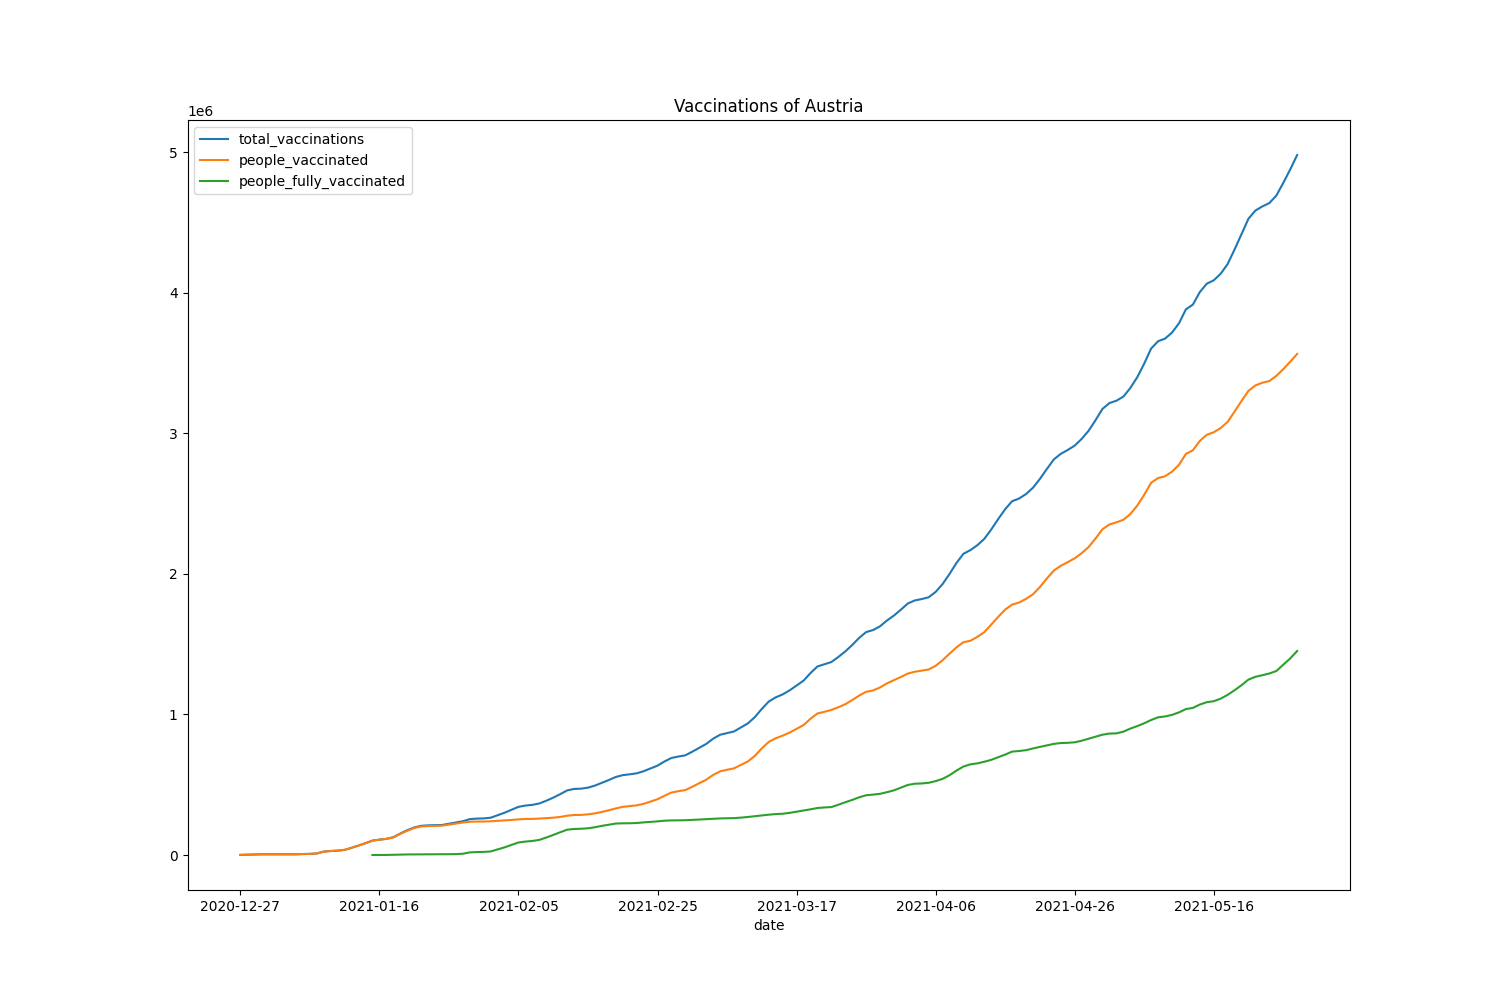 Vaccinations of Austria
1e6
total_vaccinations
people_vaccinated
people_fully_vaccinated
5
4
3
2
1
0
2020-12-27 2021-01-16 2021-02-05 2021-02-25 2021-03-17 2021-04-06 2021-04-26 2021-05-16
date